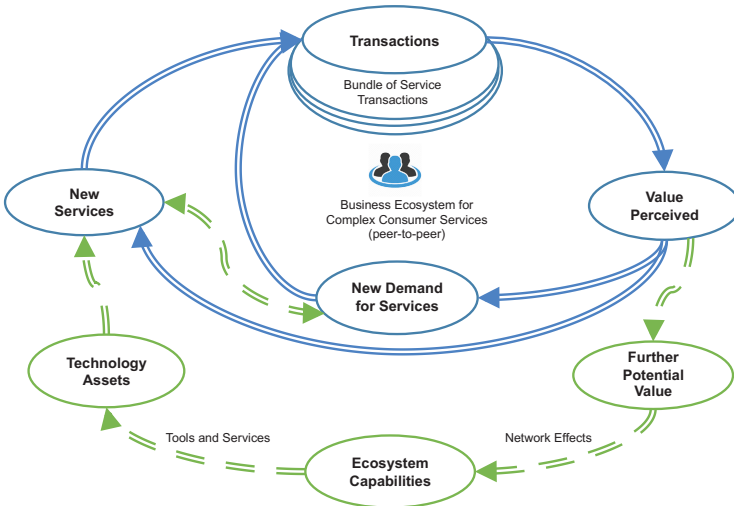 Transactions
Bundle of Service
Transactions
New
Services
Business Ecosystem for
Complex Consumer Services
(peer-to-peer)
Value
Perceived
New Demand
for Services
Technology
Assets
Further
Potential
Value
Tools and Services
Network Effects
Ecosystem
Capabilities